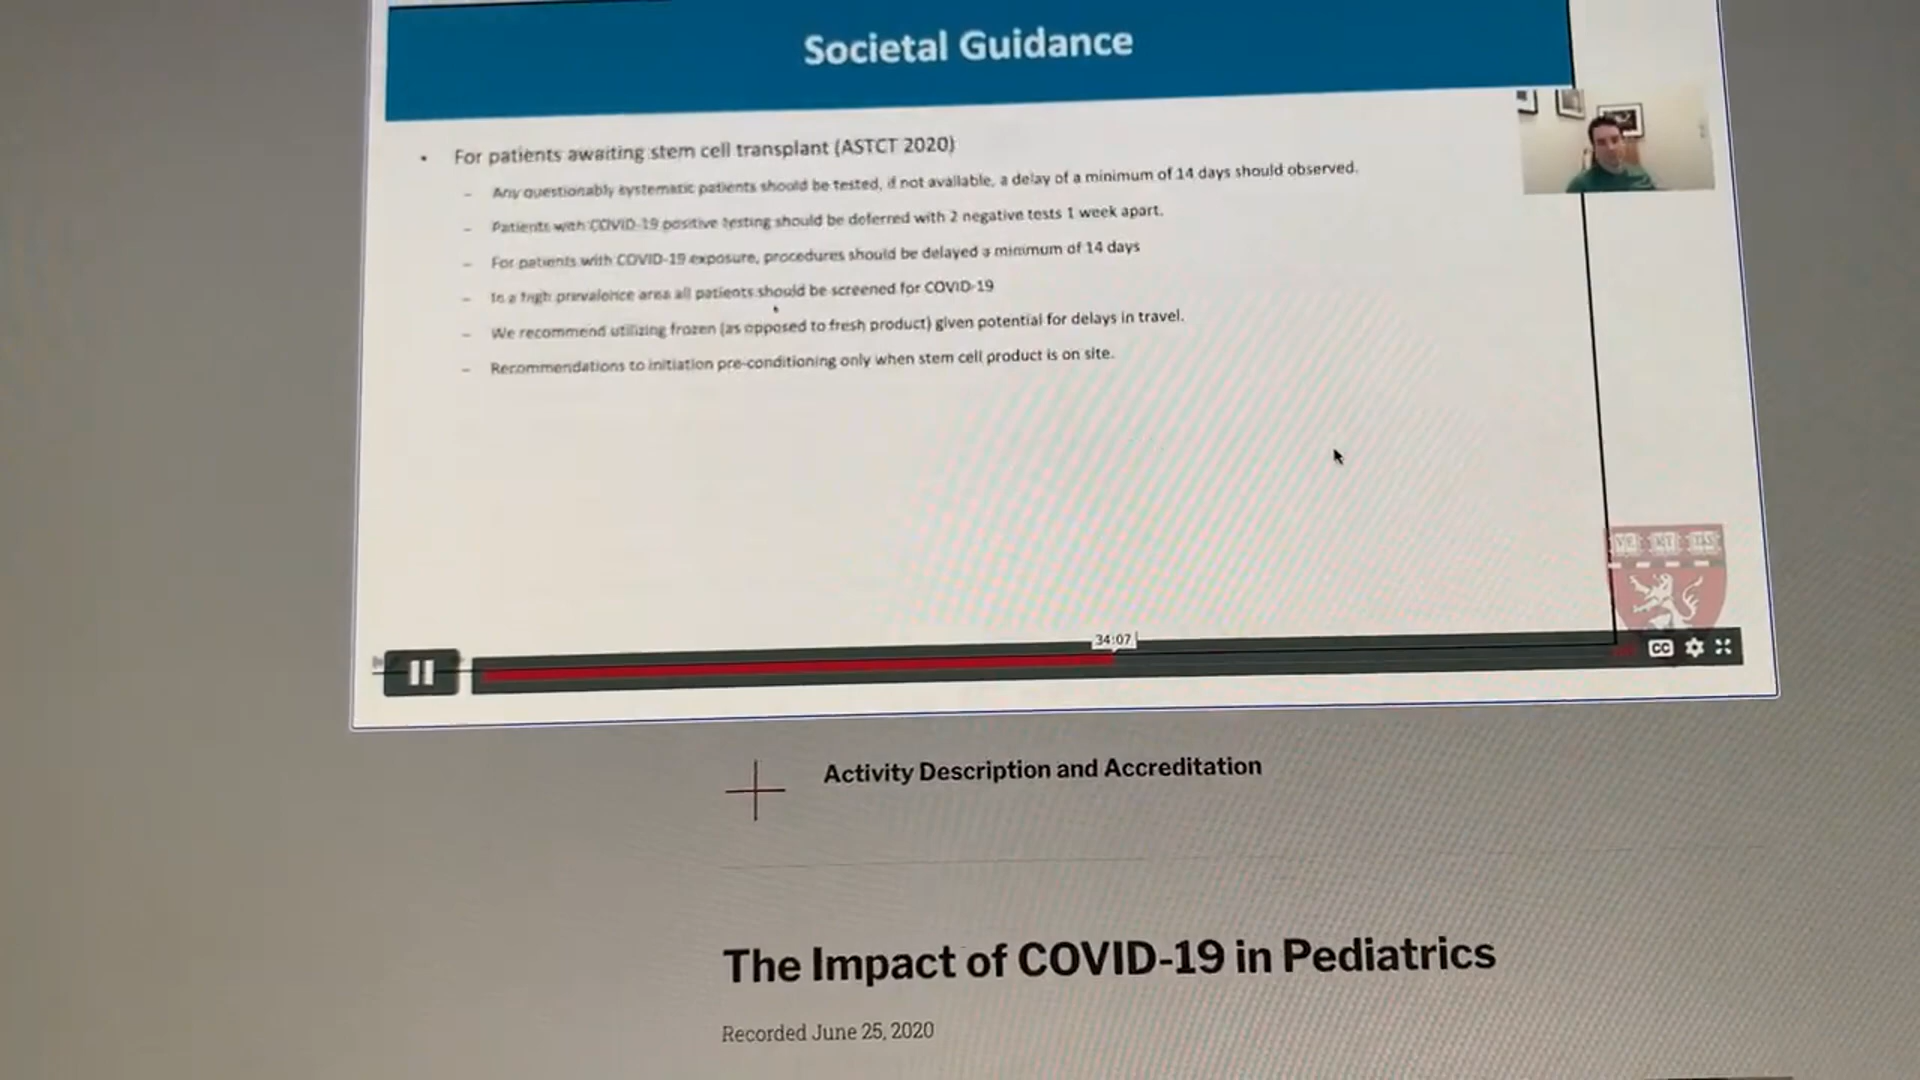 Societal Guidance
• For patients awaiting stem cell transplant (ASTCT 2020)
– Any questionably systematic patients should be tested, if not available, a delay of a minimum of 14 days should observed.
– Patients with COVID-19 positive testing should be deferred with 2 negative tests 1 week apart.
– For patients with COVID-19 exposure, procedures should be delayed a minimum of 14 days
– In a high prevalence area all patients should be screened for COVID-19
– We recommend utilizing frozen (as opposed to fresh product) given potential for delays in travel.
– Recommendations to initiation pre-conditioning only when stem cell product is on site.
VE RI TAS
34:07
CC
Activity Description and Accreditation
The Impact of COVID-19 in Pediatrics
Recorded June 25, 2020